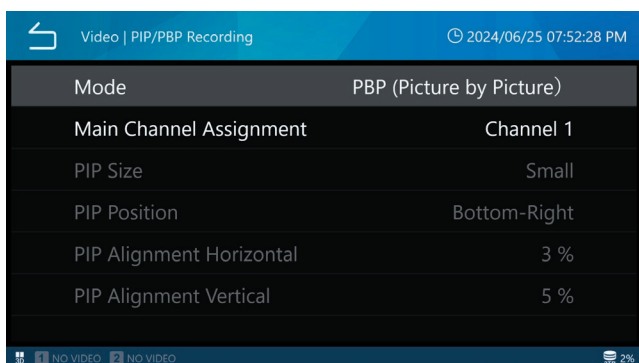 Video | PIP/PBP Recording 2024/06/25 07:52:28 PM
Mode PBP (Picture by Picture)
Main Channel Assignment Channel 1
PIP Size Small
PIP Position Bottom-Right
PIP Alignment Horizontal 3 %
PIP Alignment Vertical 5 %
3D 1 NO VIDEO 2 NO VIDEO 2%